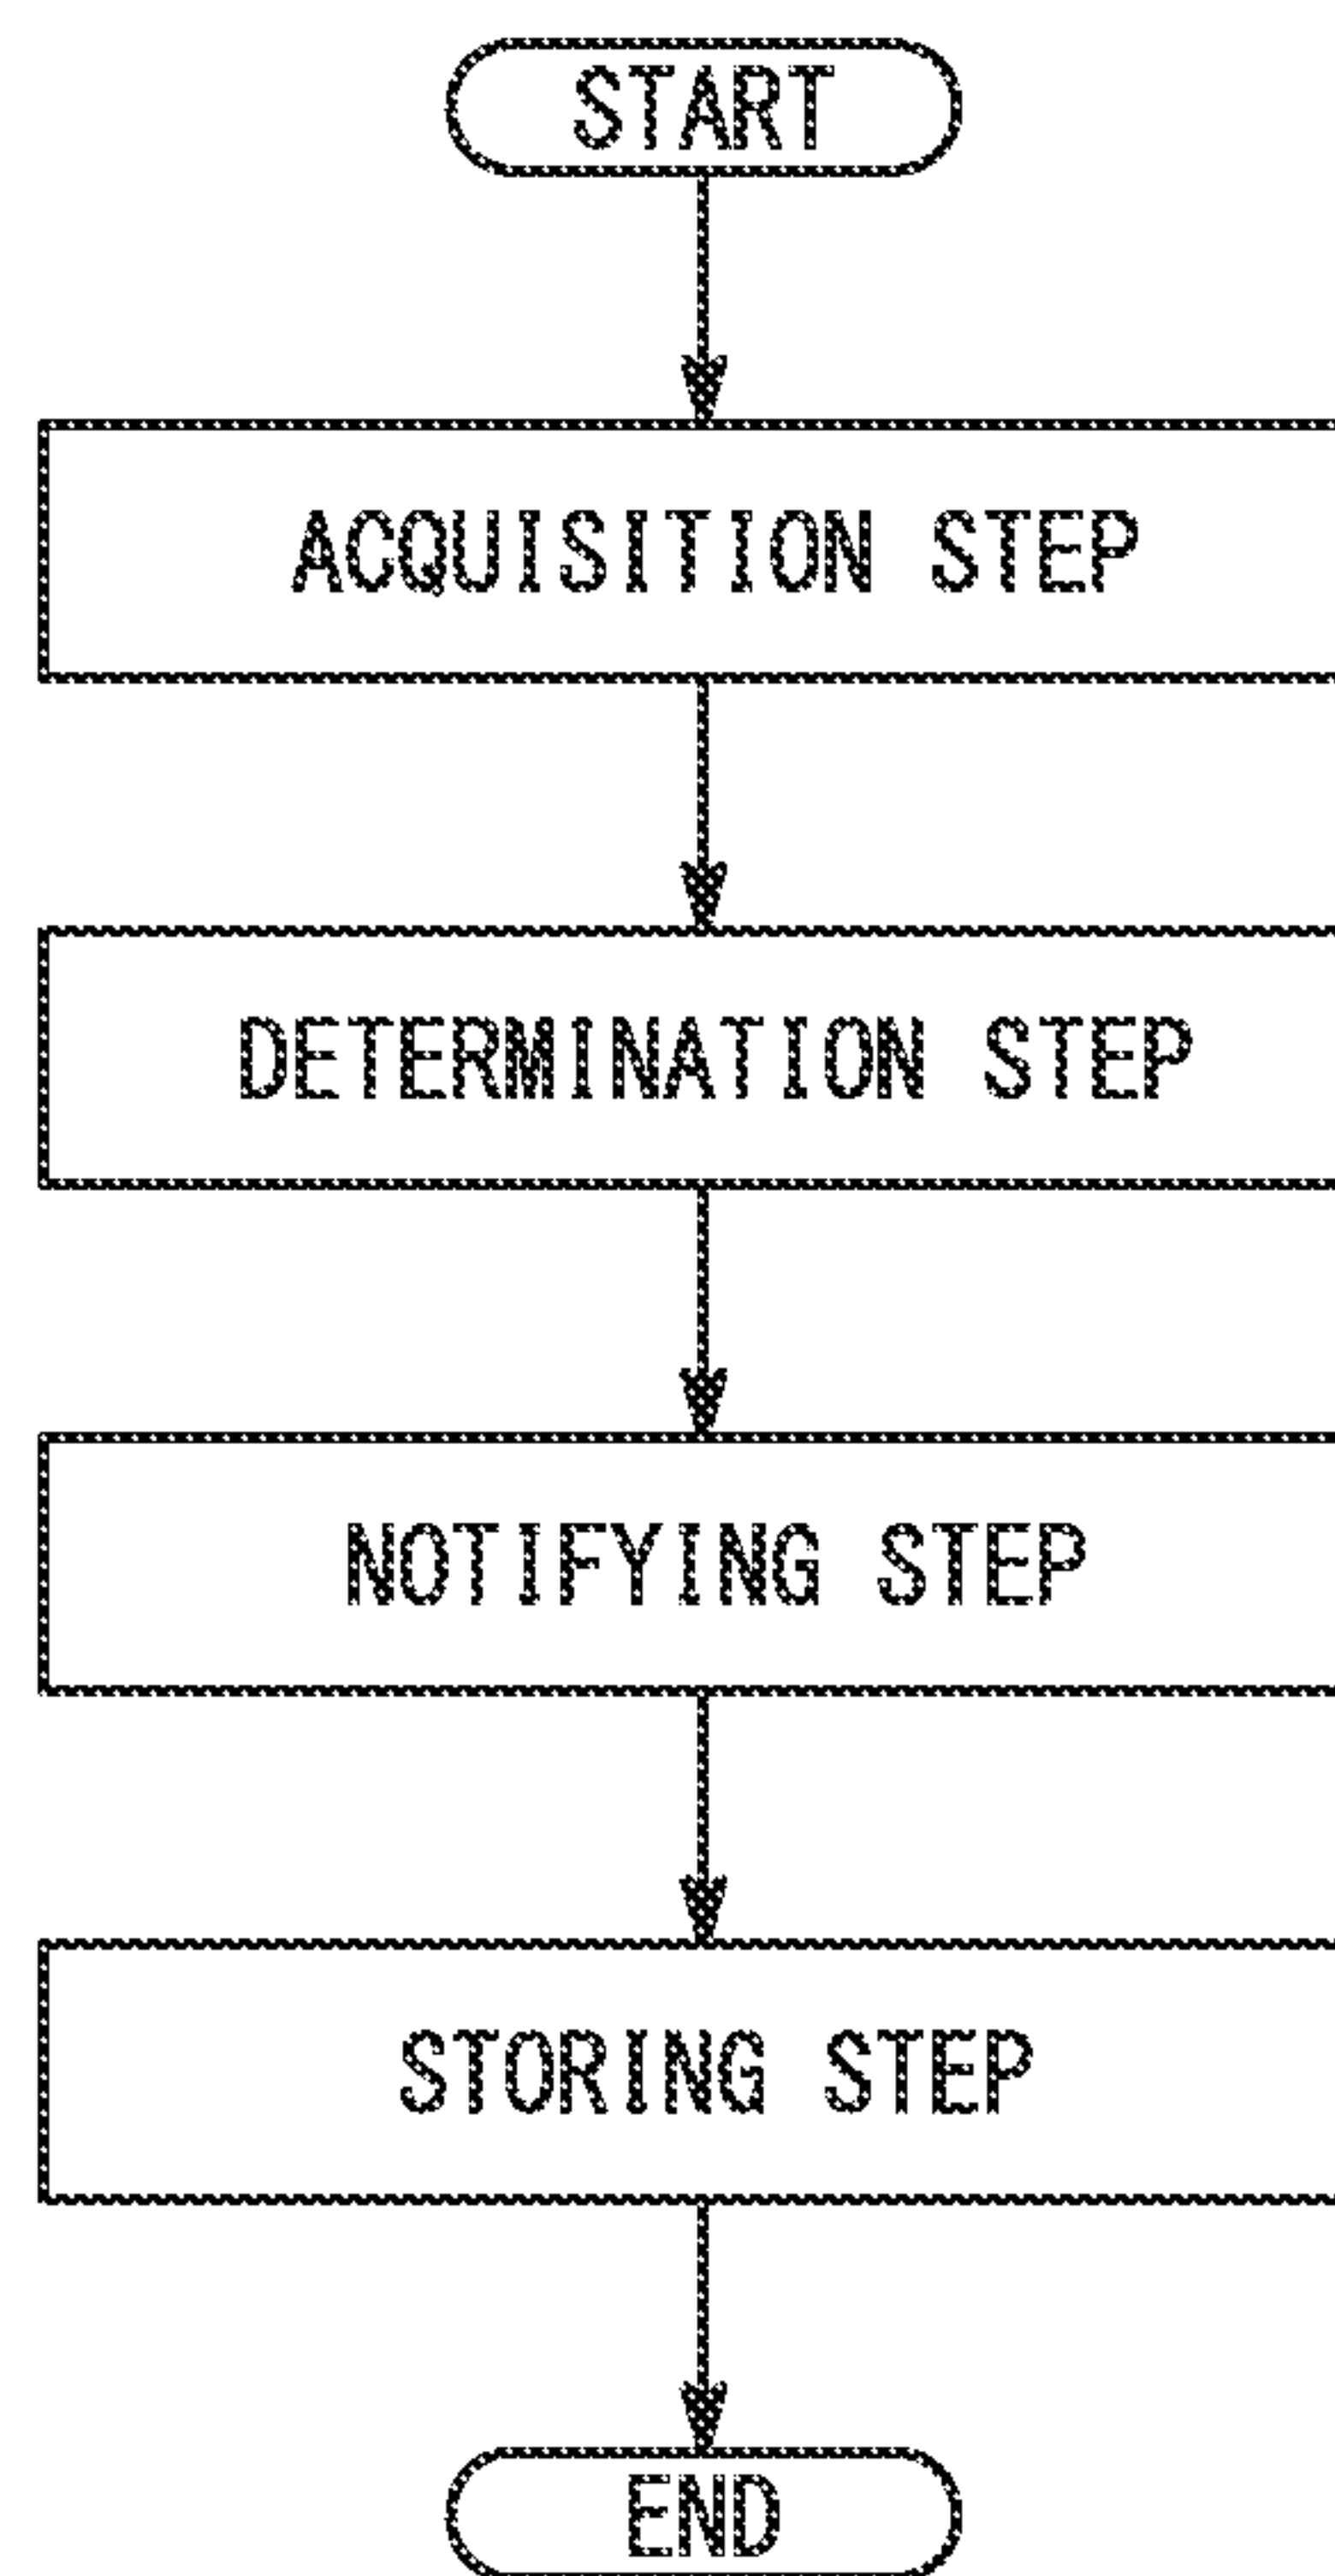 START
ACQUISITION STEP
DETERMINATION STEP
NOTIFYING STEP
STORING STEP
END